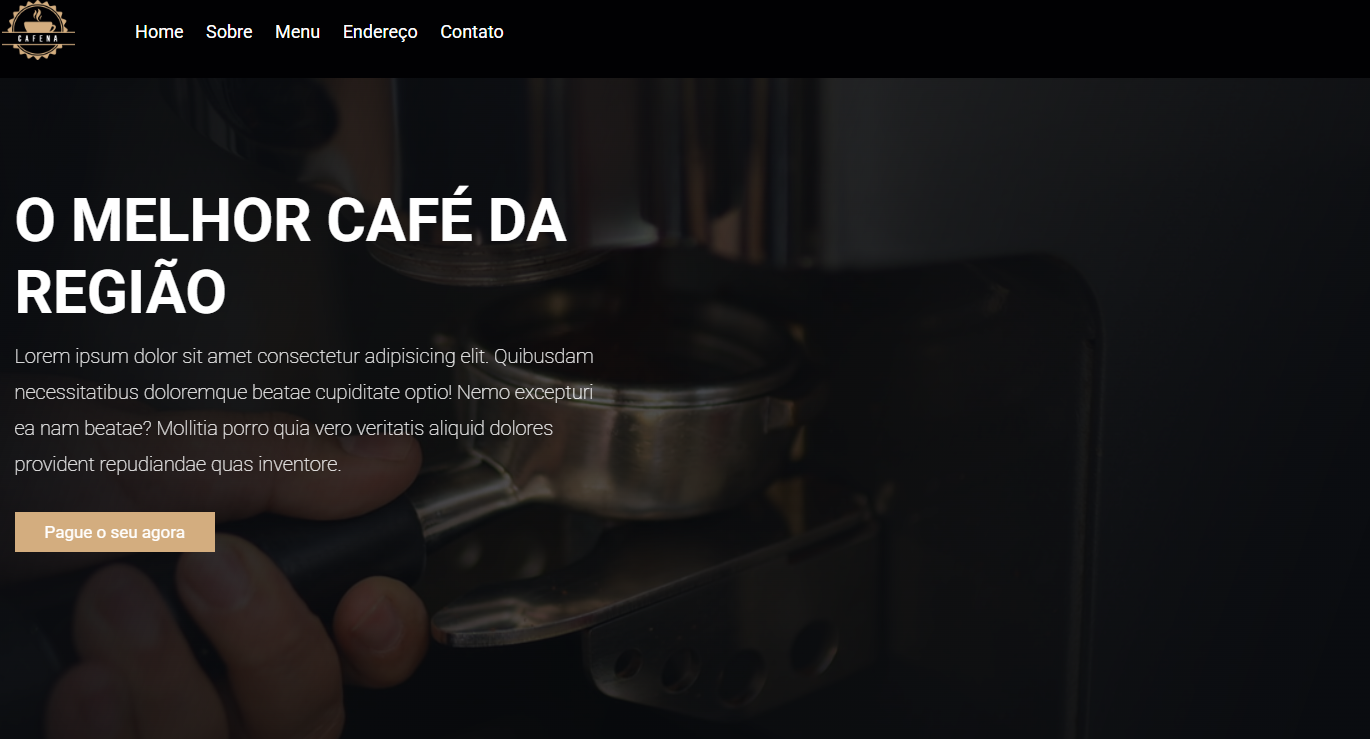 CAFENA
Home Sobre Menu Endereço Contato
O MELHOR CAFÉ DA
REGIÃO
Lorem ipsum dolor sit amet consectetur adipisicing elit. Quibusdam
necessitatibus doloremque beatae cupiditate optio! Nemo excepturi
ea nam beatae? Mollitia porro quia vero veritatis aliquid dolores
provident repudiandae quas inventore.
Pague o seu agora